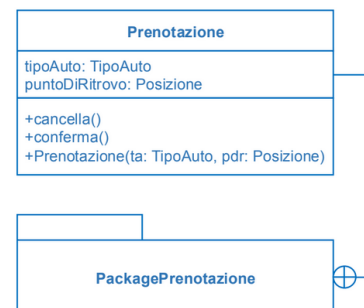 Prenotazione
tipoAuto: TipoAuto
puntoDiRitrovo: Posizione
+cancella()
+conferma()
+Prenotazione(ta: TipoAuto, pdr: Posizione)
PackagePrenotazione